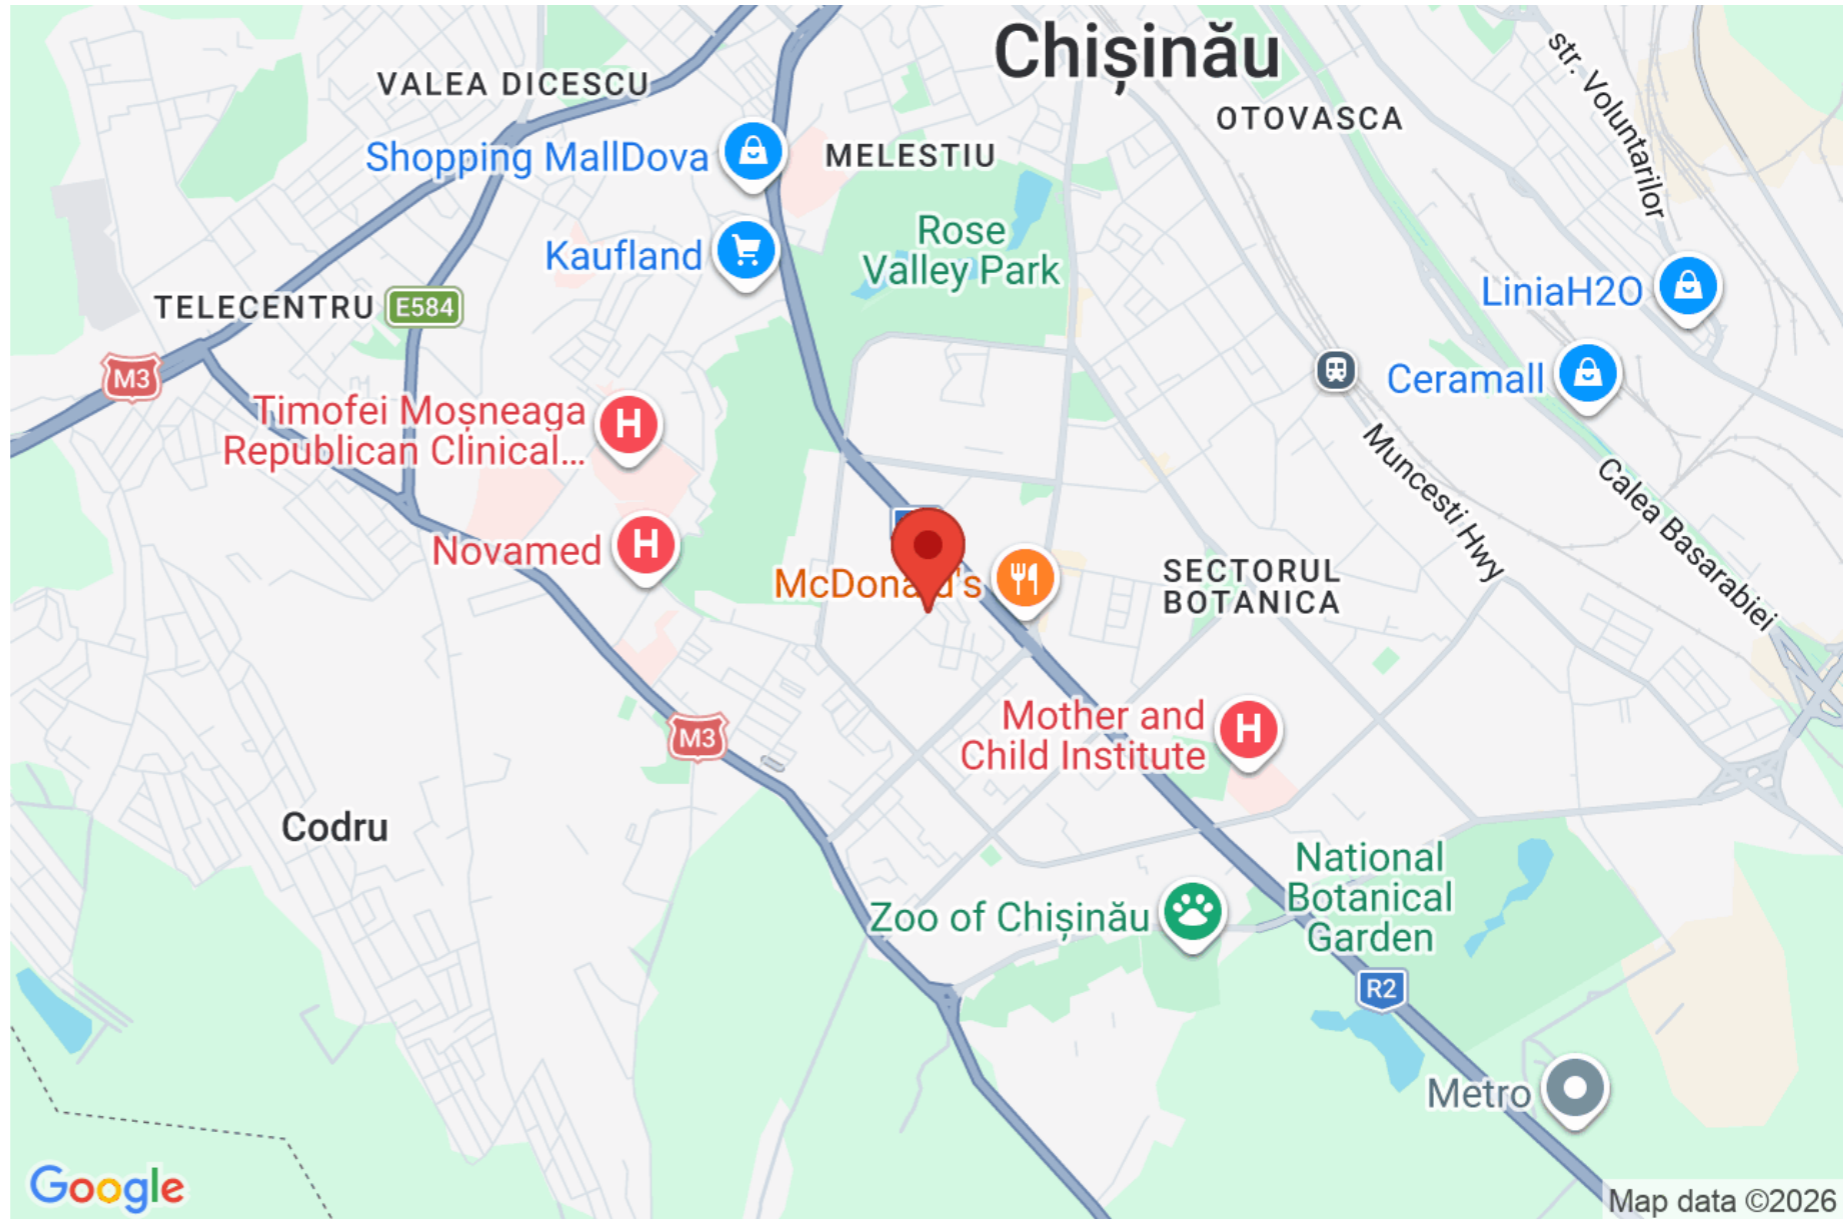 Chișinău
VALEA DICESCU
OTOVASCA
str. Voluntarilor
Shopping MallDova
MELESTIU
Rose
Valley Park
Kaufland
LiniaH2O
TELECENTRU
E584
M3
Ceramall
Timofei Moșneaga
Republican Clinical...
Muncesti Hwy
Calea Basarabiei
Novamed
McDonald's
SECTORUL
BOTANICA
Mother and
Child Institute
M3
Codru
National
Botanical
Garden
Zoo of Chișinău
R2
Metro
Google
Map data ©2026